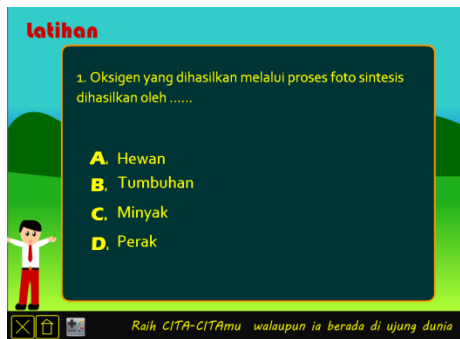 Latihan
1. Oksigen yang dihasilkan melalui proses foto sintesis
dihasilkan oleh ......
A. Hewan
B. Tumbuhan
C. Minyak
D. Perak
Raih CITA-CITAmu walaupun ia berada di ujung dunia